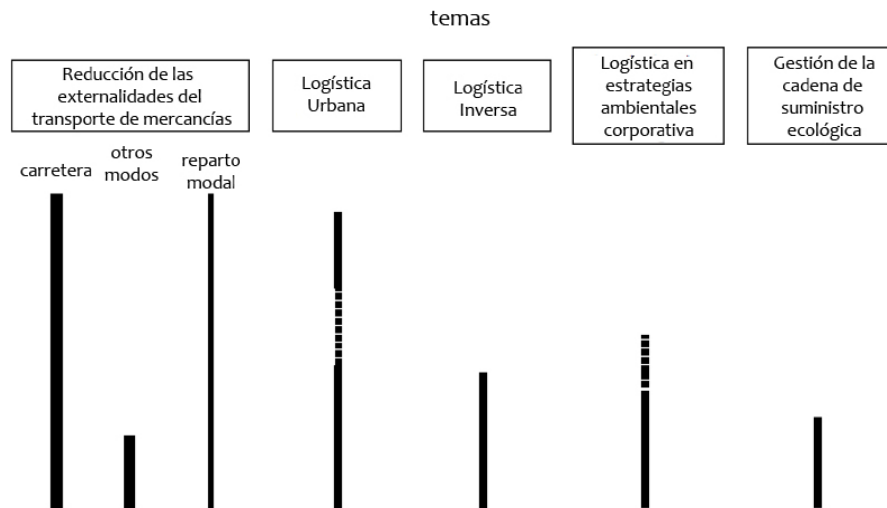 temas
Reducción de las
externalidades del
transporte de mercancías
Logística
Urbana
Logística
Inversa
Logística en
estrategias
ambientales
corporativa
Gestión de la
cadena de
suministro
ecológica
carretera
otros
modos
reparto
modal